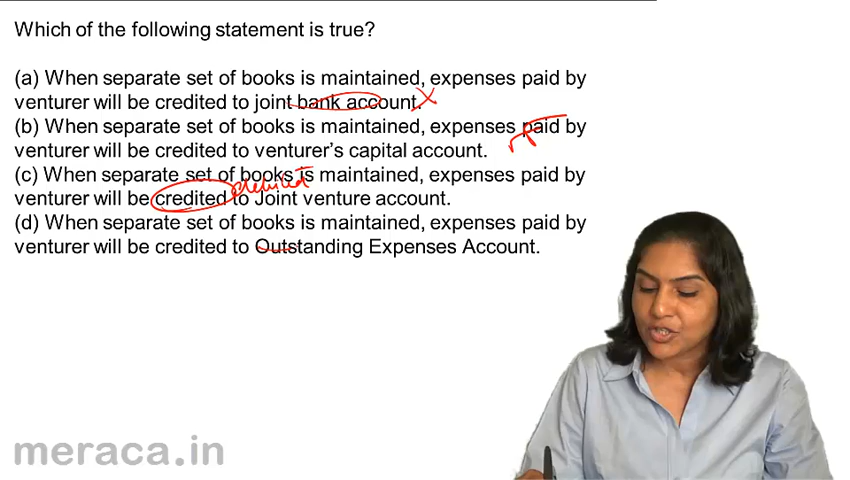 Which of the following statement is true?
(a) When separate set of books is maintained, expenses paid by
venturer will be credited to joint bank account.
(b) When separate set of books is maintained, expenses paid by
venturer will be credited to venturer's capital account.
(c) When separate set of books is maintained, expenses paid by
debited
venturer will be credited to Joint venture account.
(d) When separate set of books is maintained, expenses paid by
venturer will be credited to Outstanding Expenses Account.
meraca.in